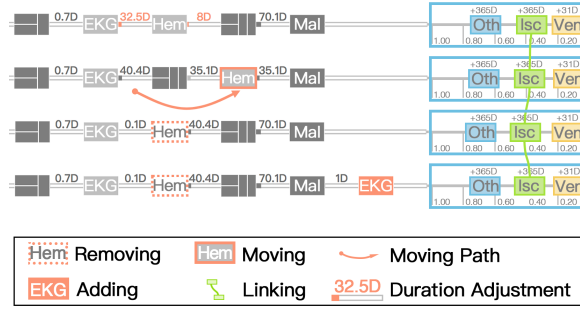 0.7D EKG 32.5D Hem 8D 70.1D Mal +365D +365D +31D
Oth Isc Ven
1.00 0.80 0.60 0.40 0.20
0.7D EKG 40.4D 35.1D Hem 35.1D Mal +365D +365D +31D
Oth Isc Ven
1.00 0.80 0.60 0.40 0.20
0.7D EKG 0.1D Hem 40.4D 70.1D Mal +365D +365D +31D
Oth Isc Ven
1.00 0.80 0.60 0.40 0.20
0.7D EKG 0.1D Hem 40.4D 70.1D Mal 1D EKG +365D +365D +31D
Oth Isc Ven
1.00 0.80 0.60 0.40 0.20
Hem Removing Hem Moving Moving Path
EKG Adding Linking 32.5D Duration Adjustment